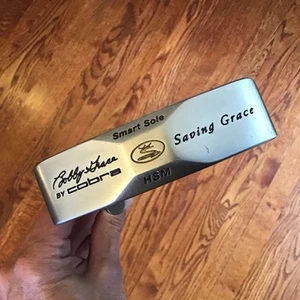 Smart Sole
Bobby Grace
BY cobra
Saving Grace
HSM